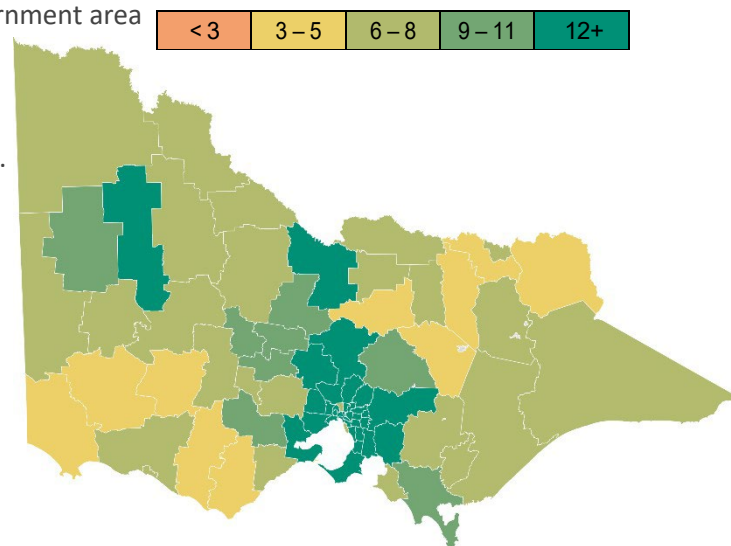 rnment area
< 3 3 – 5 6 – 8 9 – 11 12+
.